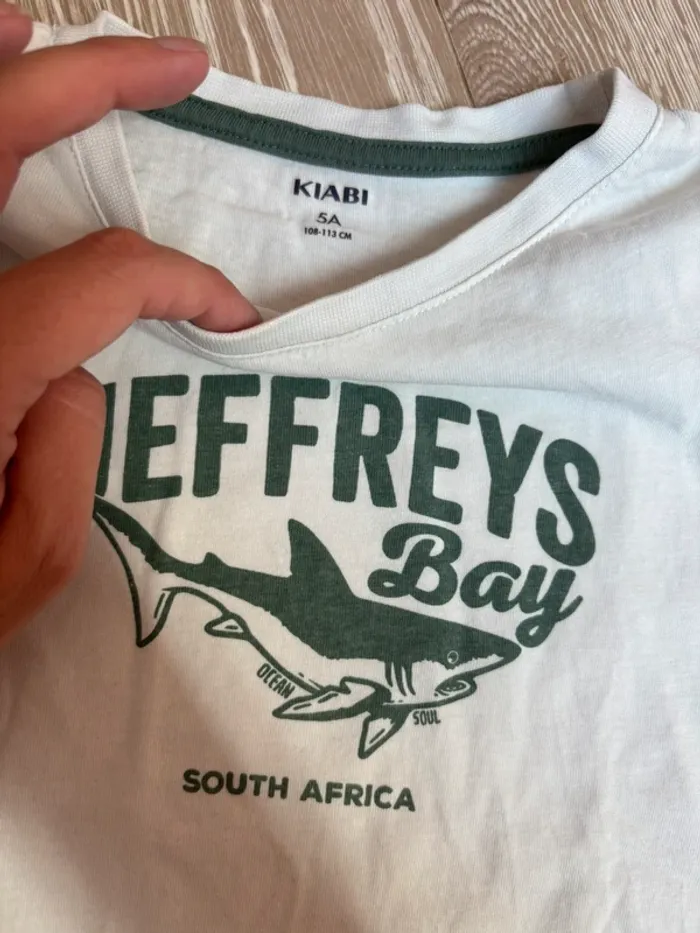 KIABI
5A
108-113 CM
JEFFREYS
Bay
OCEAN
SOUL
SOUTH AFRICA